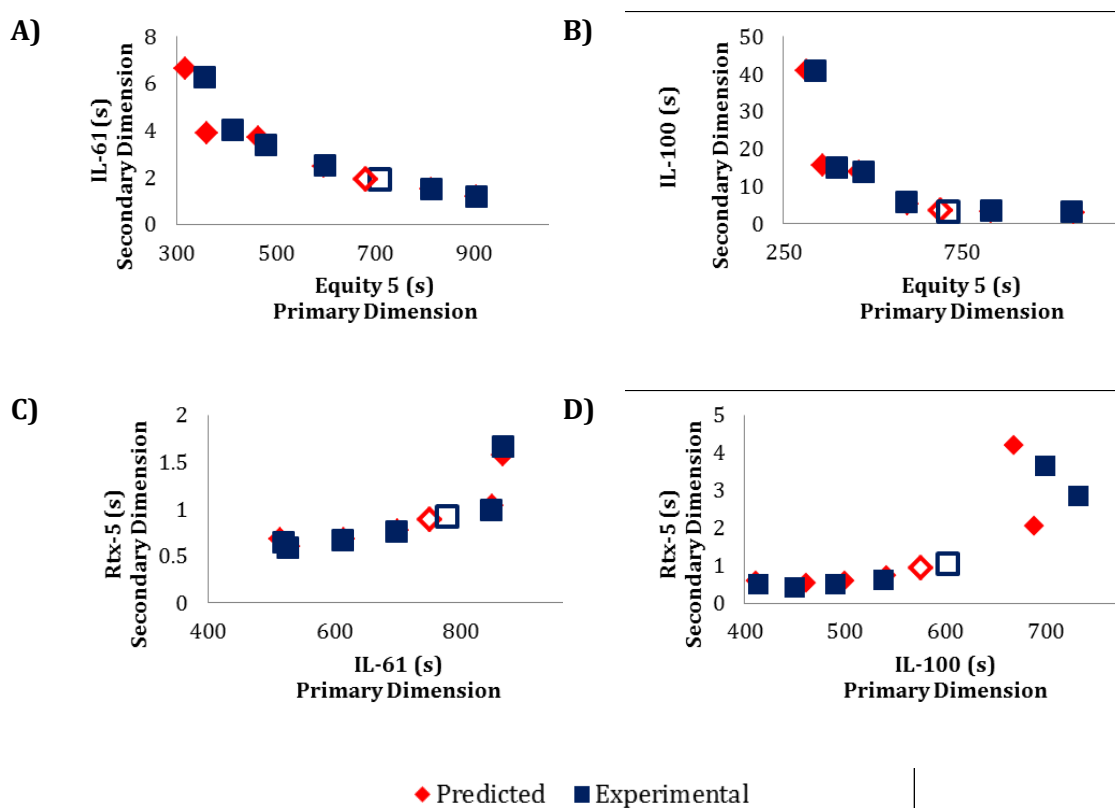 A)
IL-61 (s)
Secondary Dimension
8
6
4
2
0
300 500 700 900
Equity 5 (s)
Primary Dimension
B)
IL-100 (s)
Secondary Dimension
50
40
30
20
10
0
250 750
Equity 5 (s)
Primary Dimension
C)
Rtx-5 (s)
Secondary Dimension
2
1.5
1
0.5
0
400 600 800
IL-61 (s)
Primary Dimension
D)
Rtx-5 (s)
Secondary Dimension
5
4
3
2
1
0
400 500 600 700
IL-100 (s)
Primary Dimension
Predicted Experimental